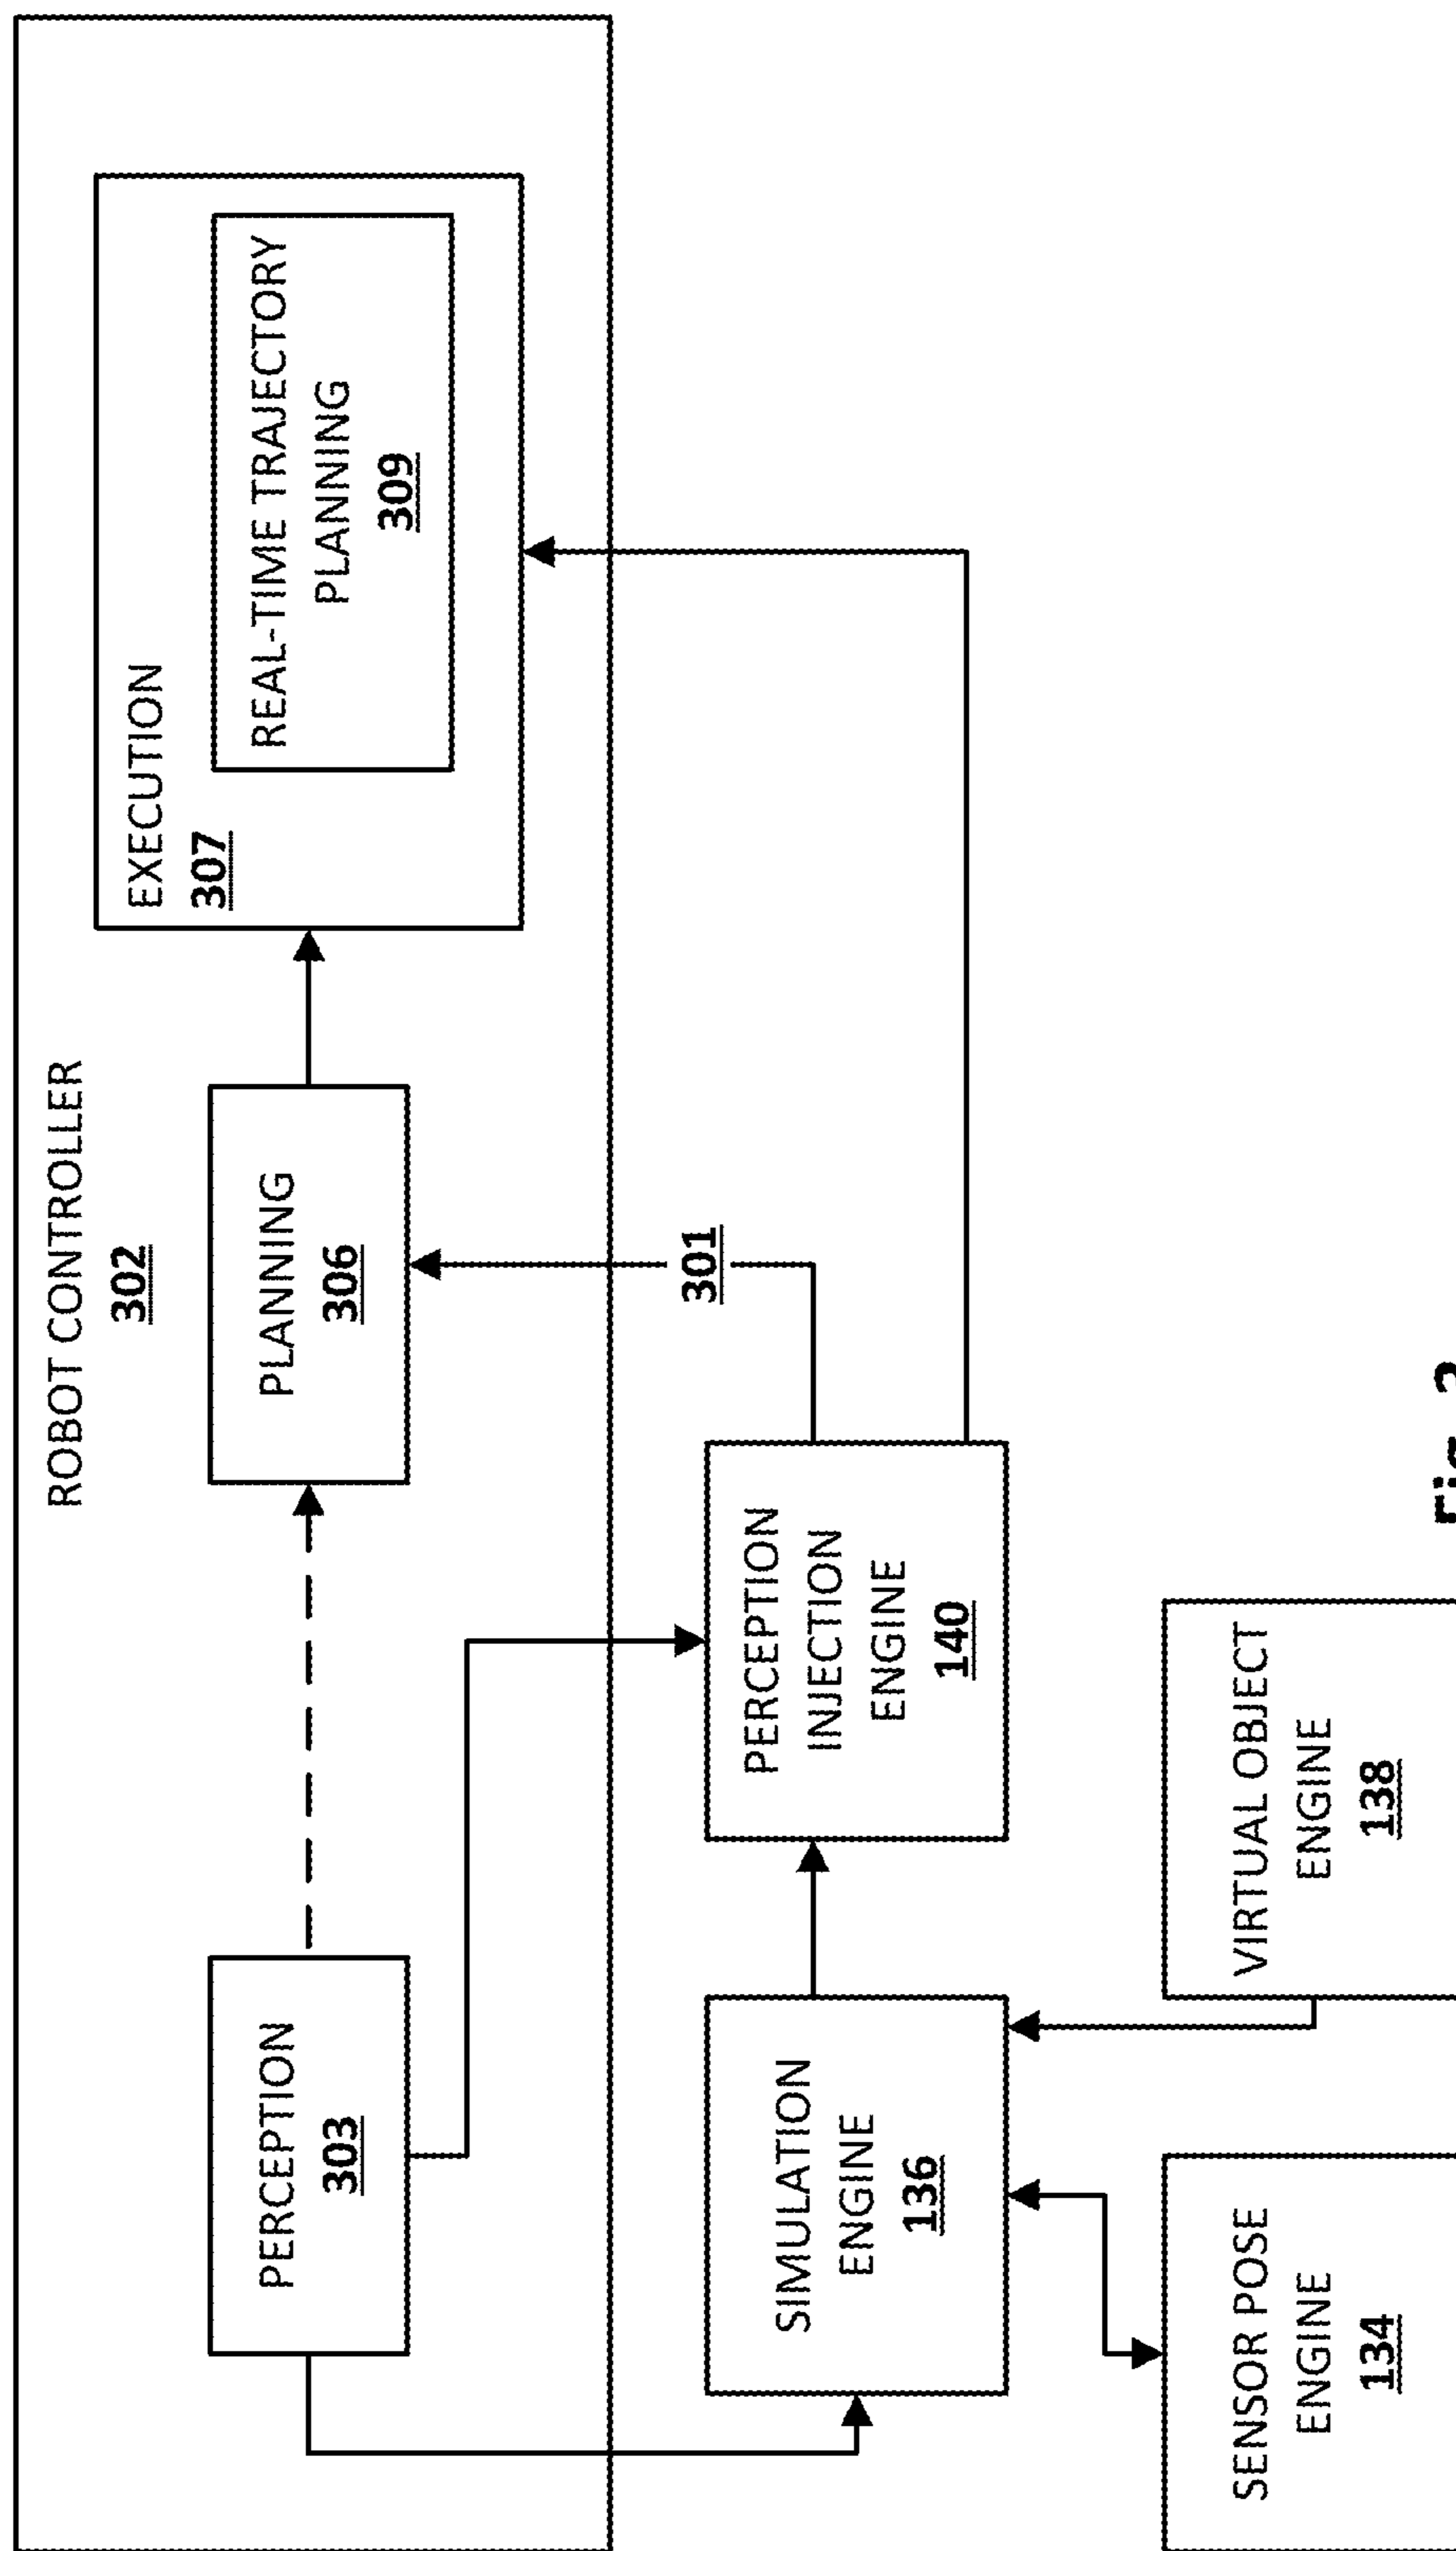 ROBOT CONTROLLER
302
PERCEPTION
303
PLANNING
306
EXECUTION
307
REAL-TIME TRAJECTORY
PLANNING
309
301
SIMULATION
ENGINE
136
PERCEPTION
INJECTION
ENGINE
140
SENSOR POSE
ENGINE
134
VIRTUAL OBJECT
ENGINE
138
Fig.